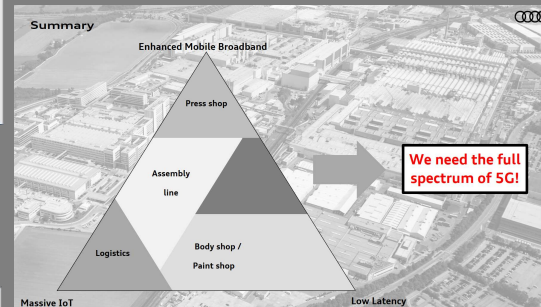 Summary
Enhanced Mobile Broadband
Press shop
Assembly
line
We need the full
spectrum of 5G!
Logistics
Body shop /
Paint shop
Massive IoT
Low Latency